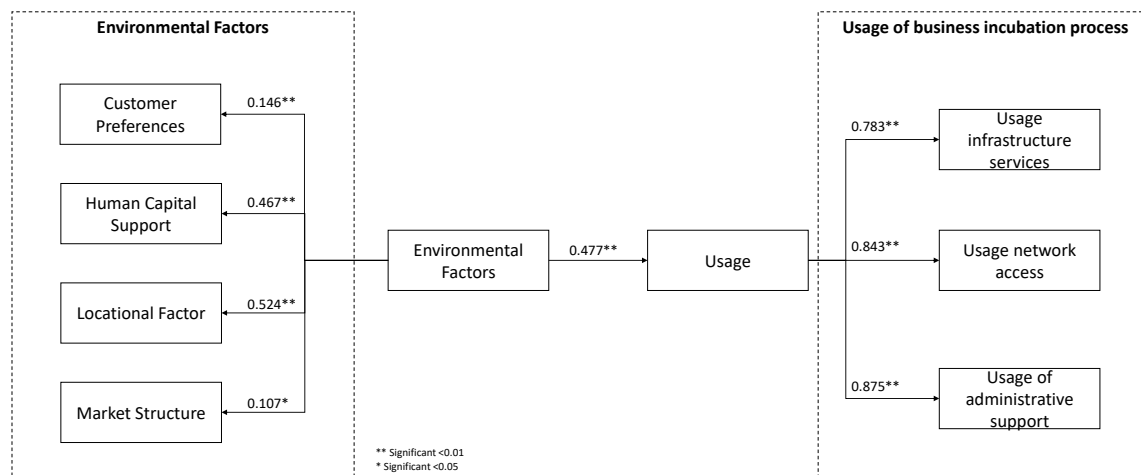 Environmental Factors
Usage of business incubation process
Customer
Preferences
0.146**
Human Capital
Support
0.467**
Locational Factor
0.524**
Market Structure
0.107*
Environmental
Factors
0.477**
Usage
0.783**
Usage
infrastructure
services
0.843**
Usage network
access
0.875**
Usage of
administrative
support
** Significant <0.01
* Significant <0.05